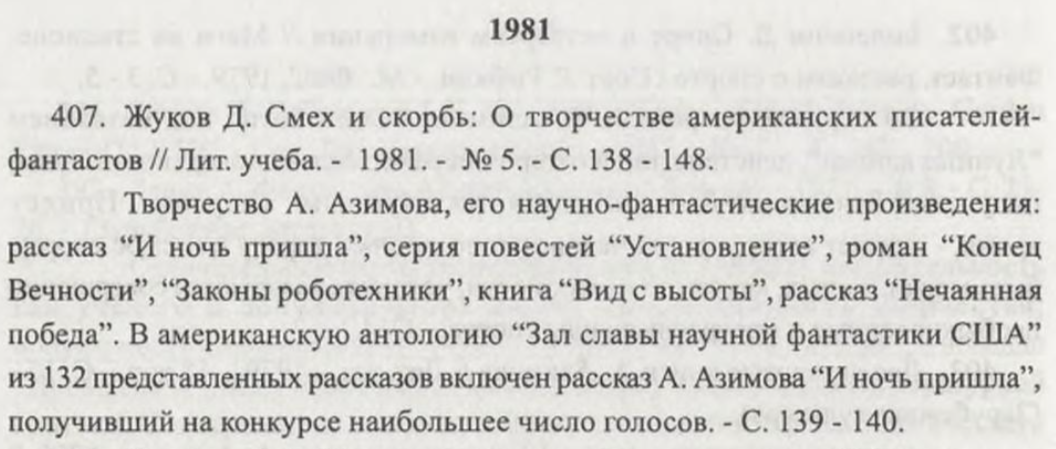 1981
407. Жуков Д. Смех и скорбь: О творчестве американских писателей-
фантастов // Лит. учеба. - 1981. - № 5. - С. 138 - 148.
Творчество А. Азимова, его научно-фантастические произведения:
рассказ “И ночь пришла”, серия повестей “Установление”, роман “Конец
Вечности”, “Законы роботехники”, книга “Вид с высоты”, рассказ “Нечаянная
победа”. В американскую антологию “Зал славы научной фантастики США”
из 132 представленных рассказов включен рассказ А. Азимова “И ночь пришла”,
получивший на конкурсе наибольшее число голосов. - С. 139 - 140.